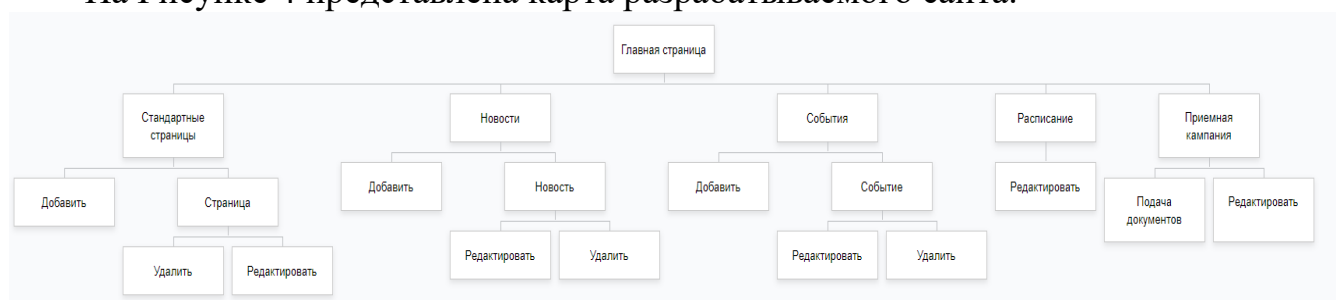 На Рисунке 4 представлена карта разрабатываемого сайта.
Главная страница
Стандартные
страницы
Новости
События
Расписание
Приемная
кампания
Добавить
Страница
Добавить
Новость
Добавить
Событие
Редактировать
Подача
документов
Редактировать
Удалить
Редактировать
Редактировать
Удалить
Редактировать
Удалить